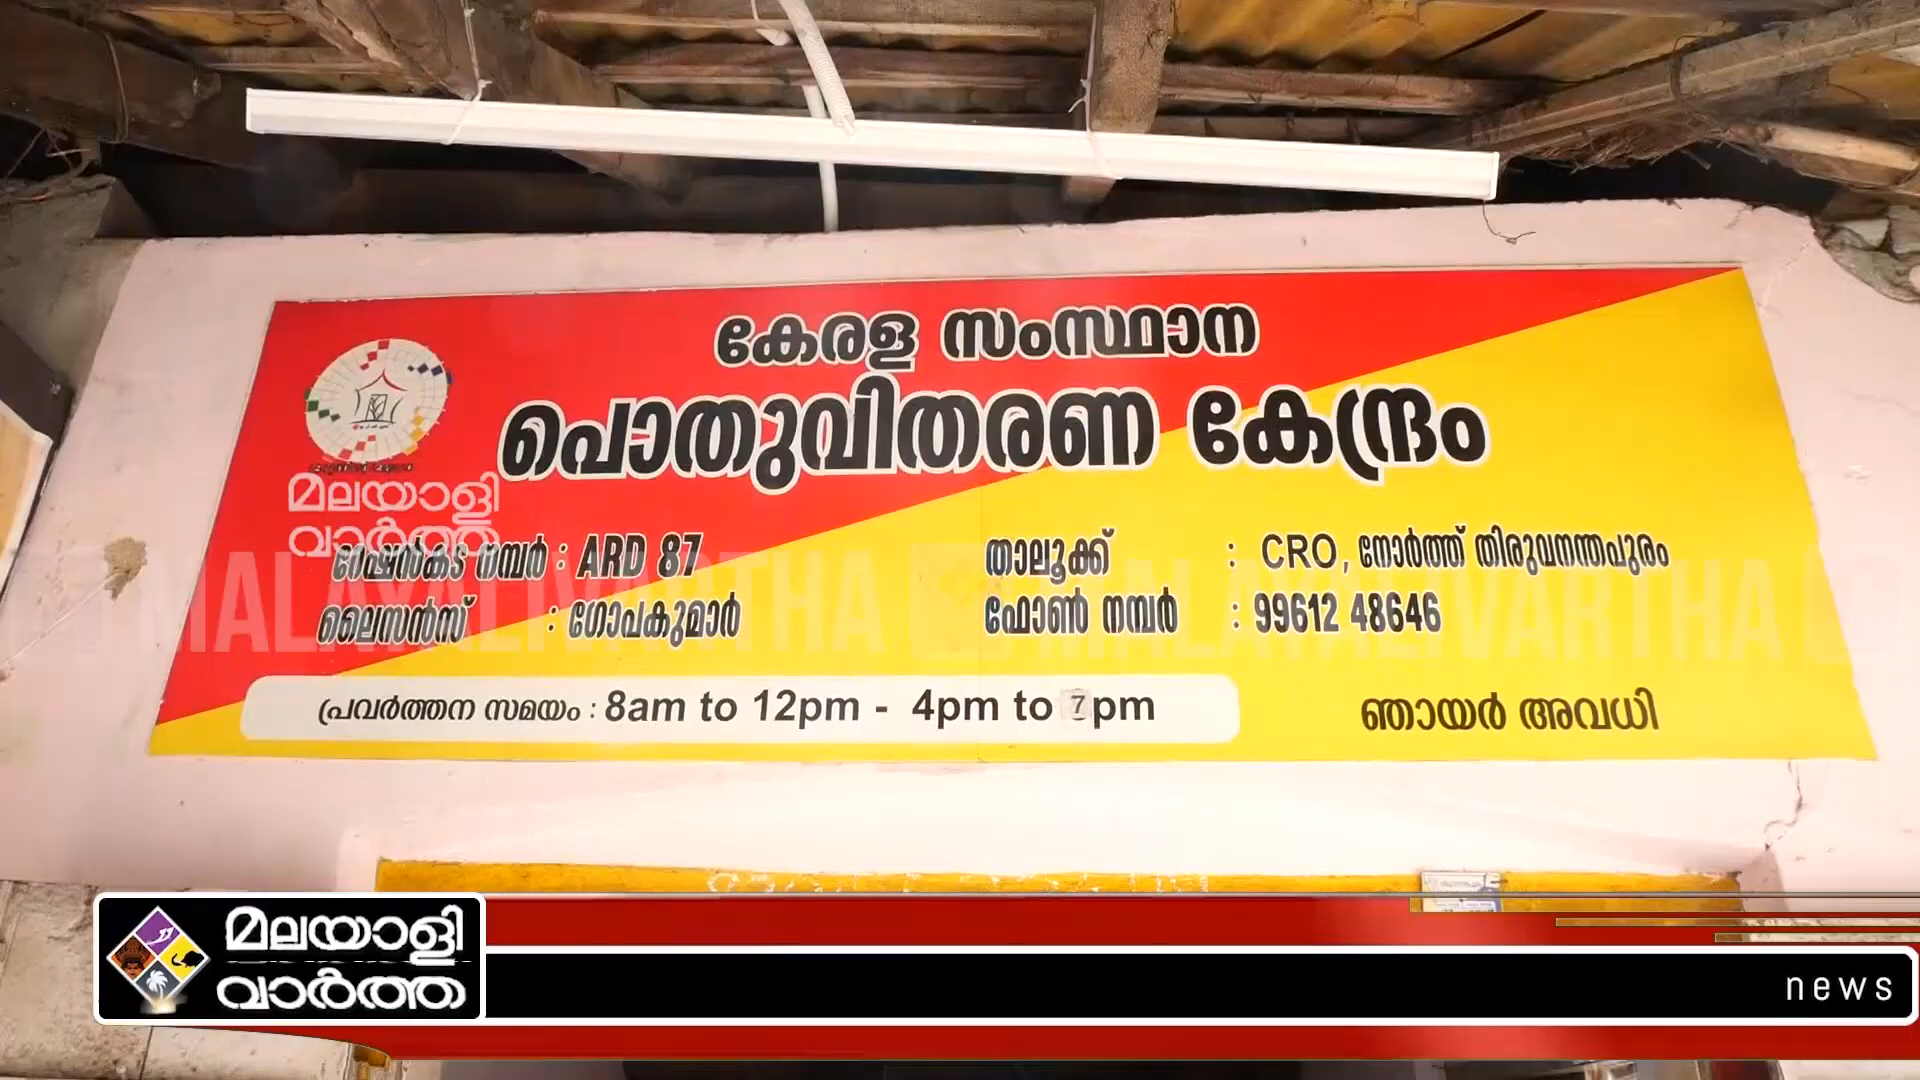 കേരള സംസ്ഥാന
പൊതുവിതരണ കേന്ദ്രം
മലയാളി
വാർത്ത
റേഷൻകട നമ്പർ : ARD 87
താലൂക്ക് : CRO, നോർത്ത് തിരുവനന്തപുരം
MALAYALIVARTHA MALAYALIVARTHA
ലൈസൻസ് : ഗോപകുമാർ
ഫോൺ നമ്പർ : 99612 48646
പ്രവർത്തന സമയം : 8am to 12pm - 4pm to 7pm
ഞായർ അവധി
മലയാളി
വാർത്ത
news